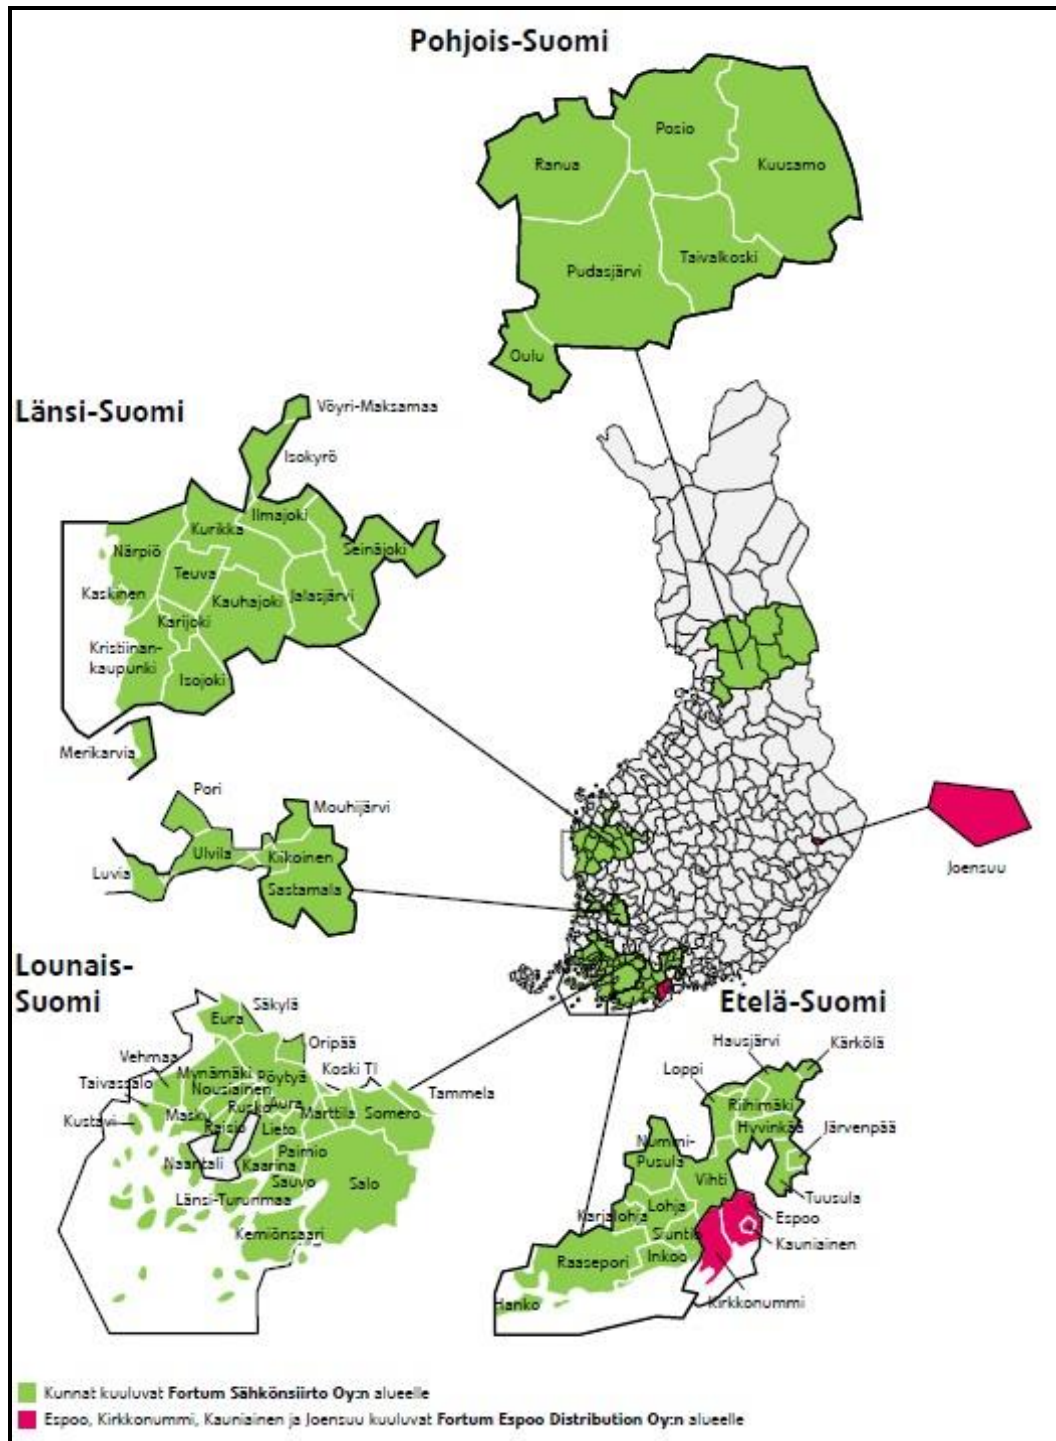 Pohjois-Suomi
Posio
Ranua
Kuusamo
Taivalkoski
Pudasjärvi
Oulu
Länsi-Suomi
Vöyri-Maksamaa
Isokyrö
Ilmajoki
Kurikka
Närpiö
Seinäjoki
Teuva
Kaskinen
Kauhajoki
Jalasjärvi
Karijoki
Kristiinan-
kaupunki
Isojoki
Merikarvia
Pori
Mouhijärvi
Ulvila
Kiikoinen
Luvia
Sastamala
Joensuu
Lounais-
Suomi
Säkylä
Eura
Oripää
Vehmaa
Koski Tl
Mynämäki
Pöytyä
Taivassalo
Nousiainen
Tammela
Rusko
Aura
Masku
Marttila
Somero
Kustavi
Raisio
Lieto
Paimio
Naantali
Kaarina
Sauvo
Salo
Länsi-Turunmaa
Kemiönsaari
Etelä-Suomi
Hausjärvi
Kärkölä
Loppi
Riihimäki
Hyvinkää
Järvenpää
Nummi-
Pusula
Vihti
Tuusula
Lohja
Karjalohja
Espoo
Siuntio
Kauniainen
Inkoo
Raasepori
Hanko
Kirkkonummi
Kunnat kuuluvat Fortum Sähkönsiirto Oy:n alueelle
Espoo, Kirkkonummi, Kauniainen ja Joensuu kuuluvat Fortum Espoo Distribution Oy:n alueelle